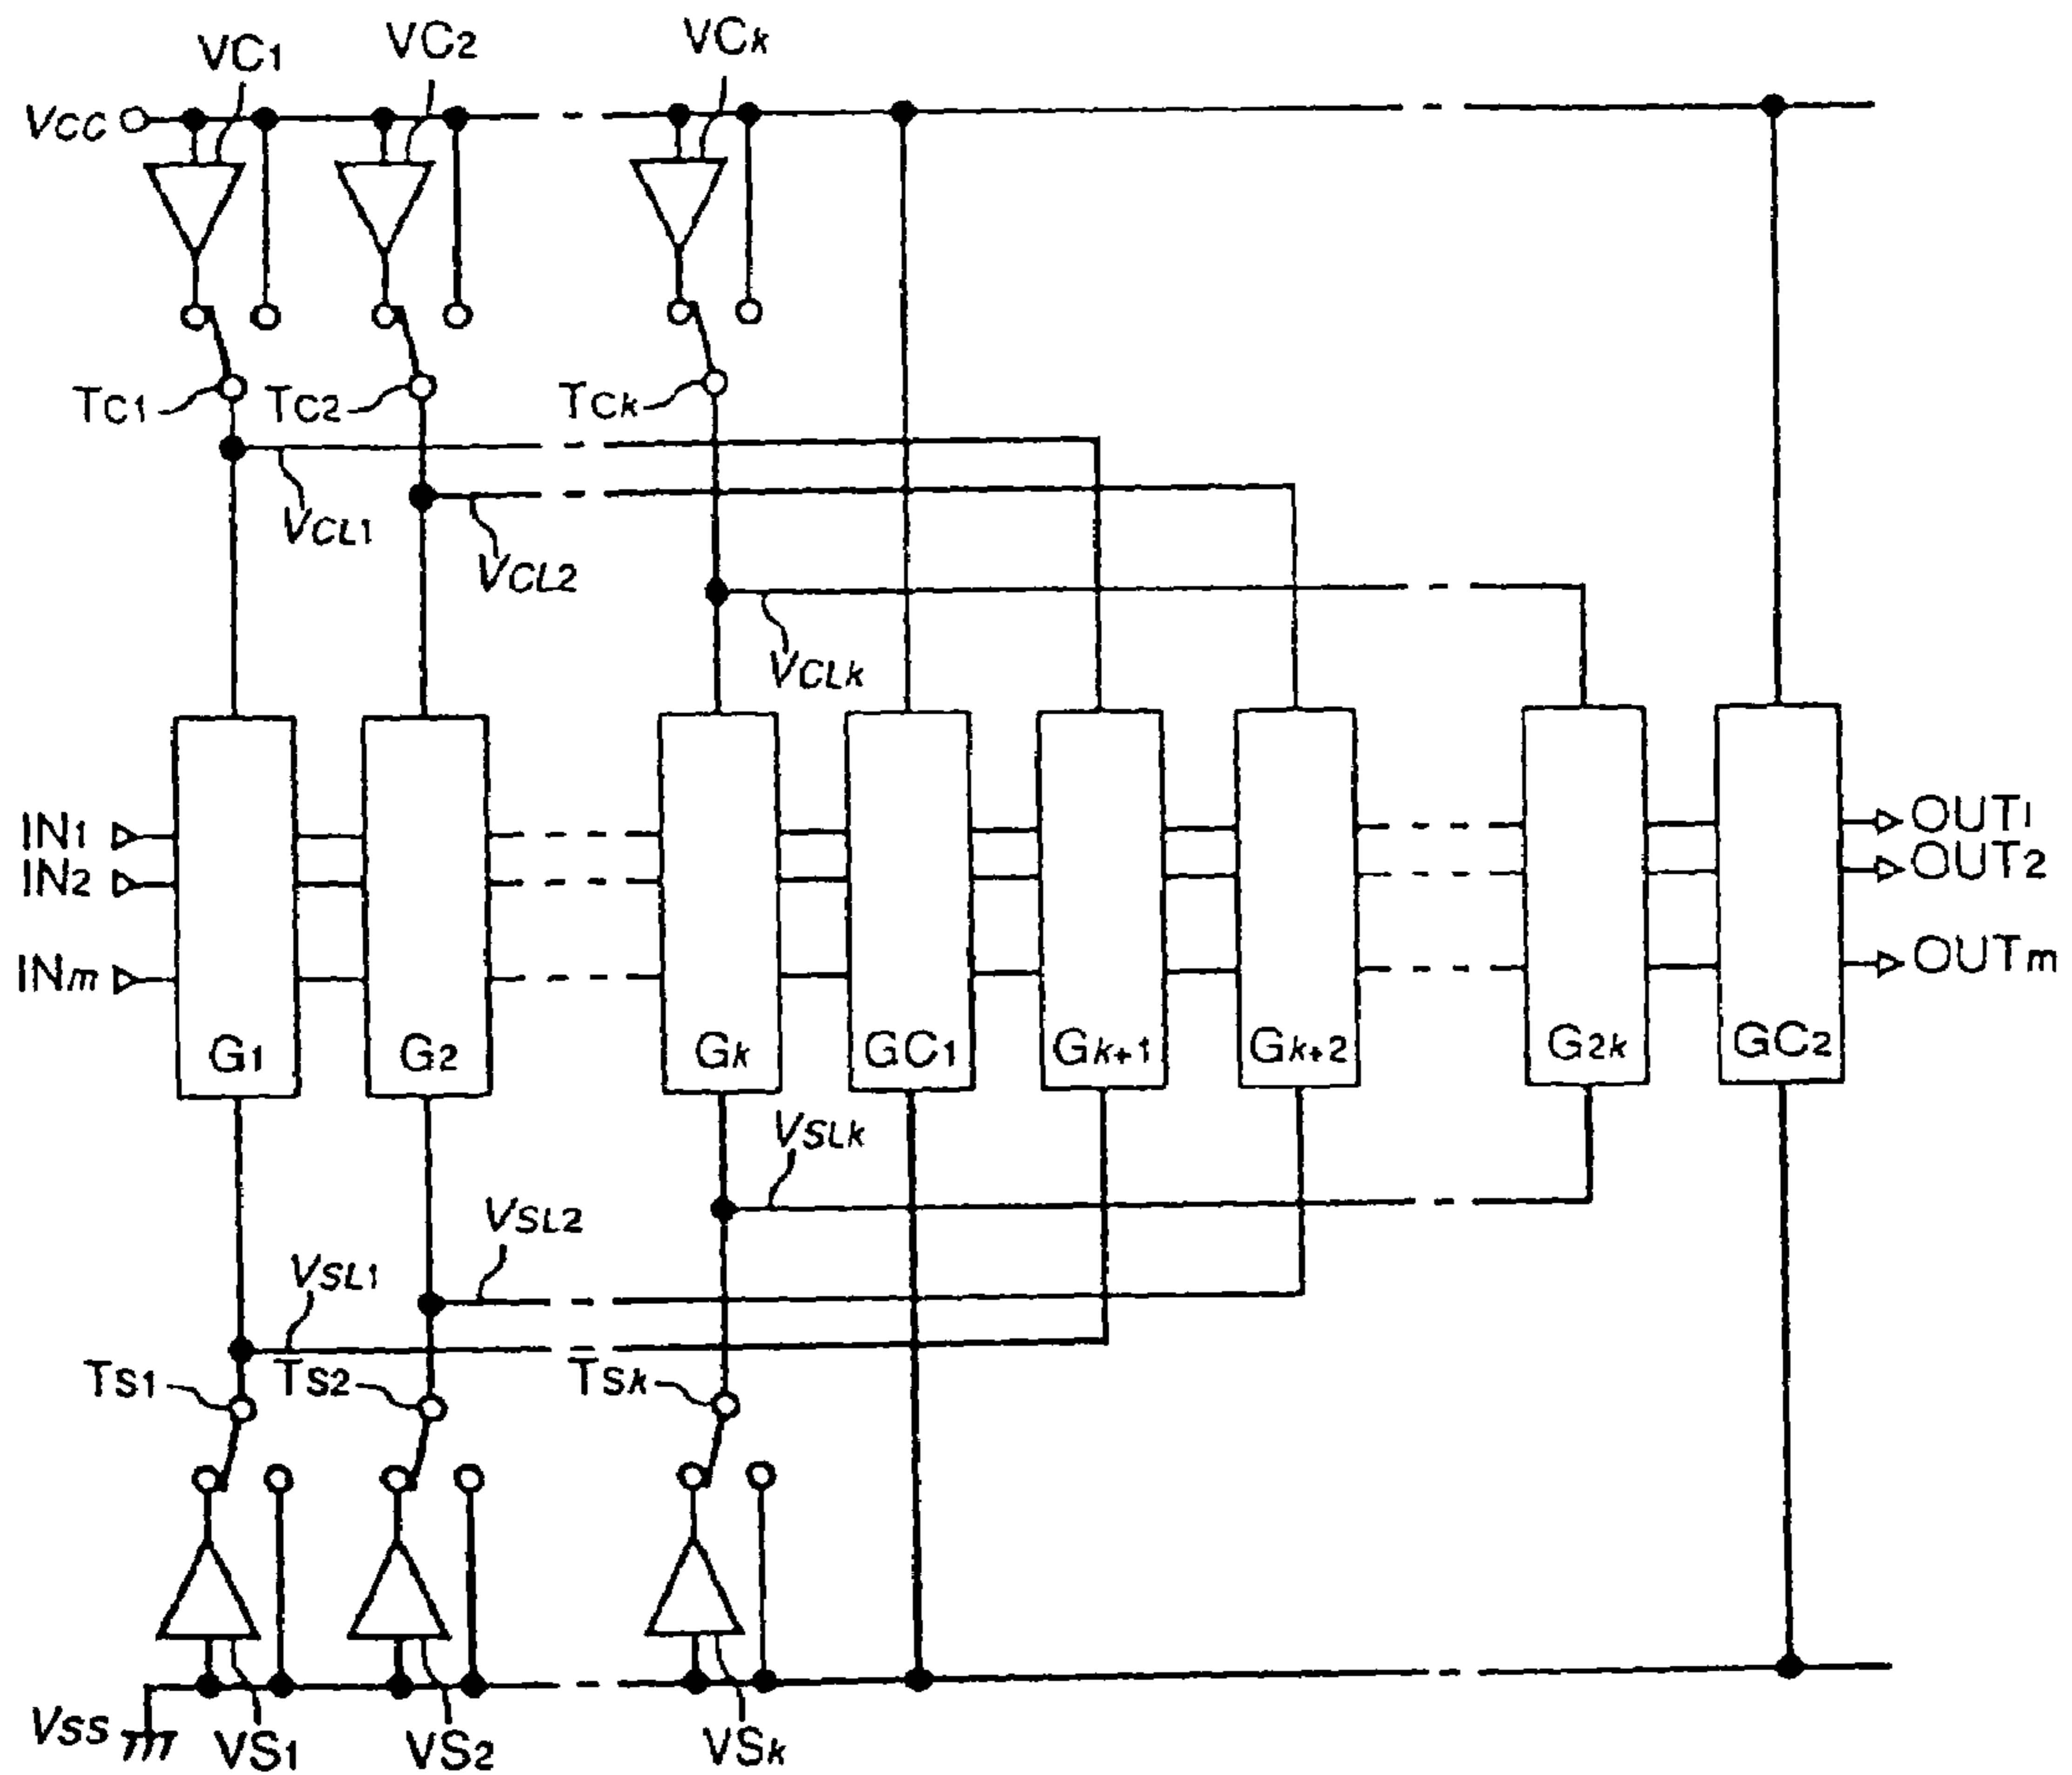 VC1 VC2 VCk
VCC
TC1 TC2 TCk
VCL1
VCL2
VCLk
IN1 OUT1
IN2 OUT2
INm OUTm
G1 G2 Gk GC1 Gk+1 Gk+2 G2k GC2
VSLk
VSL2
VSL1
TS1 TS2 TSk
VSS VS1 VS2 VSk